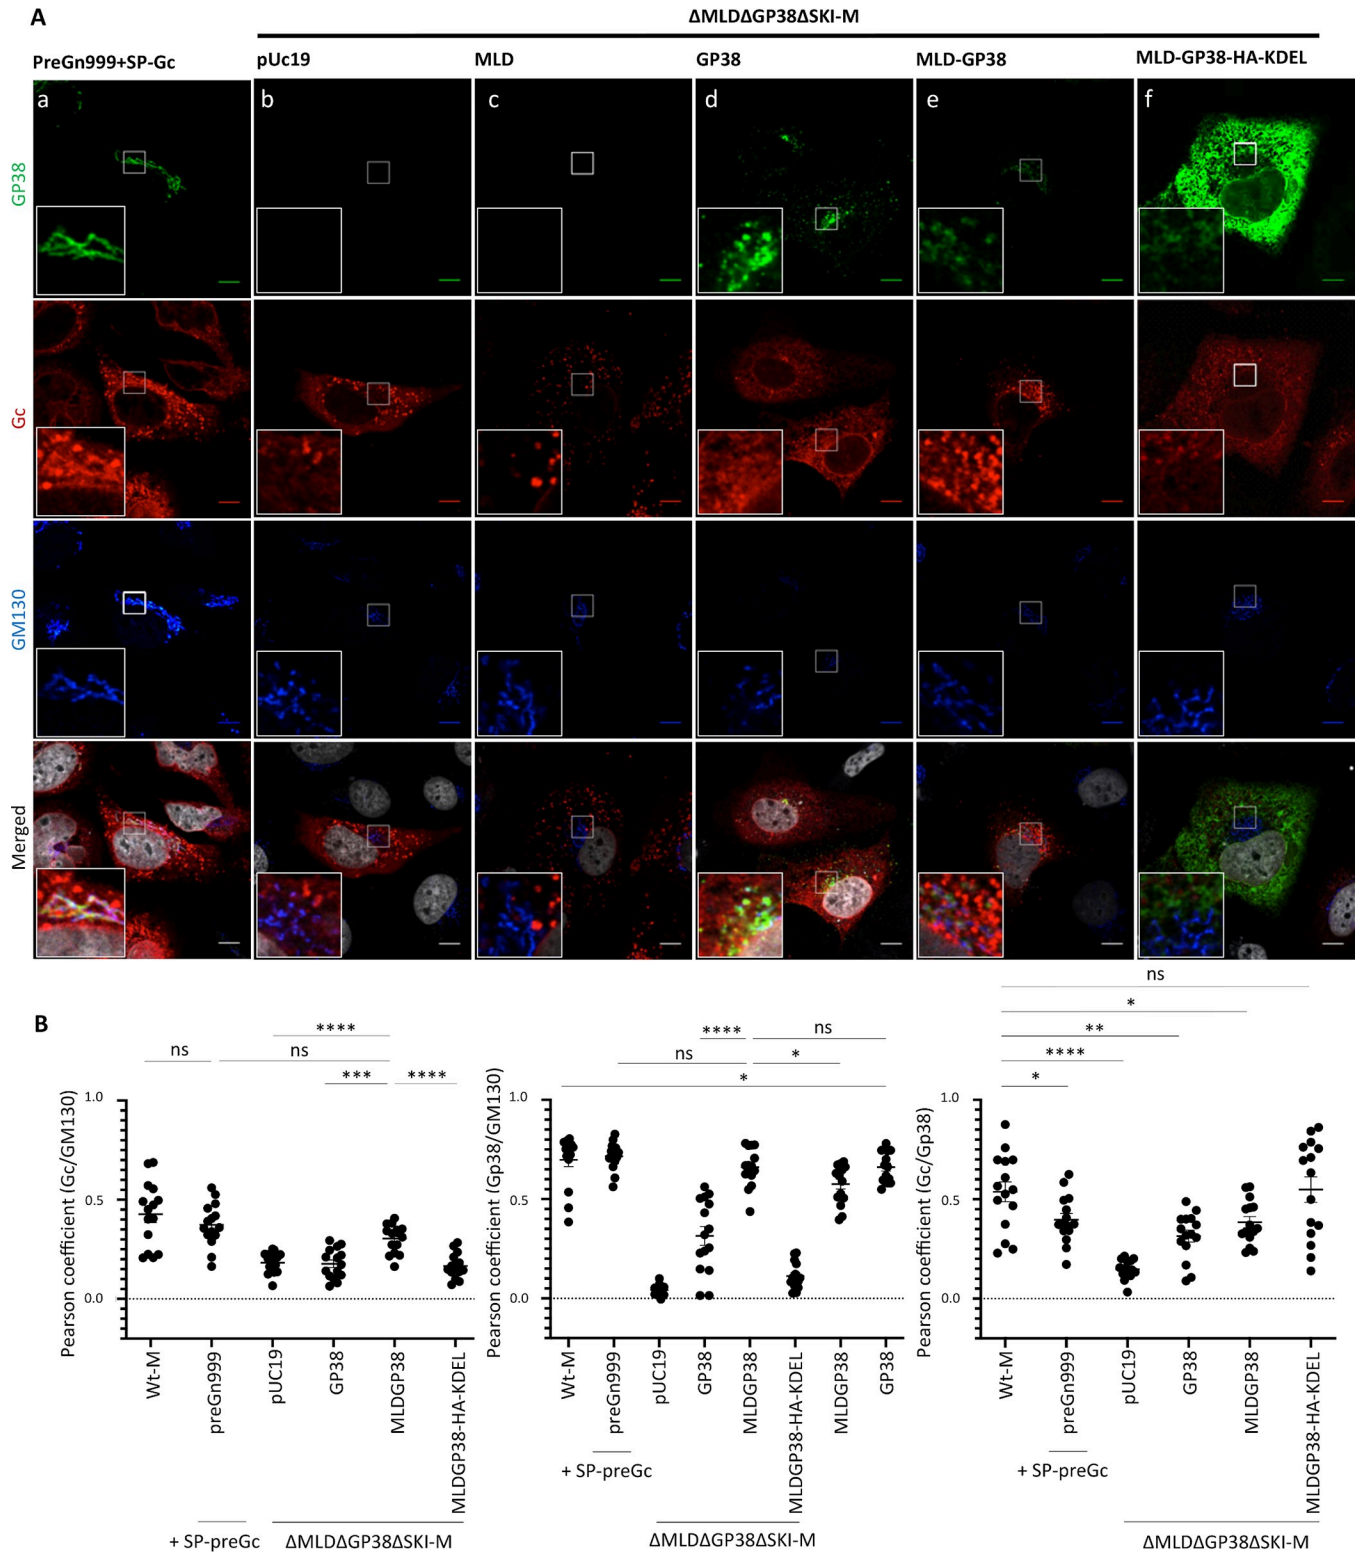 A
ΔMLDΔGP38ΔSKI-M
PreGn999+SP-Gc
pUc19
MLD
GP38
MLD-GP38
MLD-GP38-HA-KDEL
a
b
c
d
e
f
GP38
Gc
GM130
Merged
B
ns
ns
****
***
****
Pearson coefficient (Gc/GM130)
1.0
0.5
0.0
Wt-M
preGn999
pUC19
GP38
MLDGP38
MLDGP38-HA-KDEL
+ SP-preGc
ΔMLDΔGP38ΔSKI-M
****
ns
ns
*
*
Pearson coefficient (Gp38/GM130)
1.0
0.5
0.0
Wt-M
preGn999
pUC19
GP38
MLDGP38
MLDGP38-HA-KDEL
MLDGP38
GP38
+ SP-preGc
ΔMLDΔGP38ΔSKI-M
ns
*
**
****
*
Pearson coefficient (Gc/Gp38)
1.0
0.5
0.0
Wt-M
preGn999
pUC19
GP38
MLDGP38
MLDGP38-HA-KDEL
+ SP-preGc
ΔMLDΔGP38ΔSKI-M